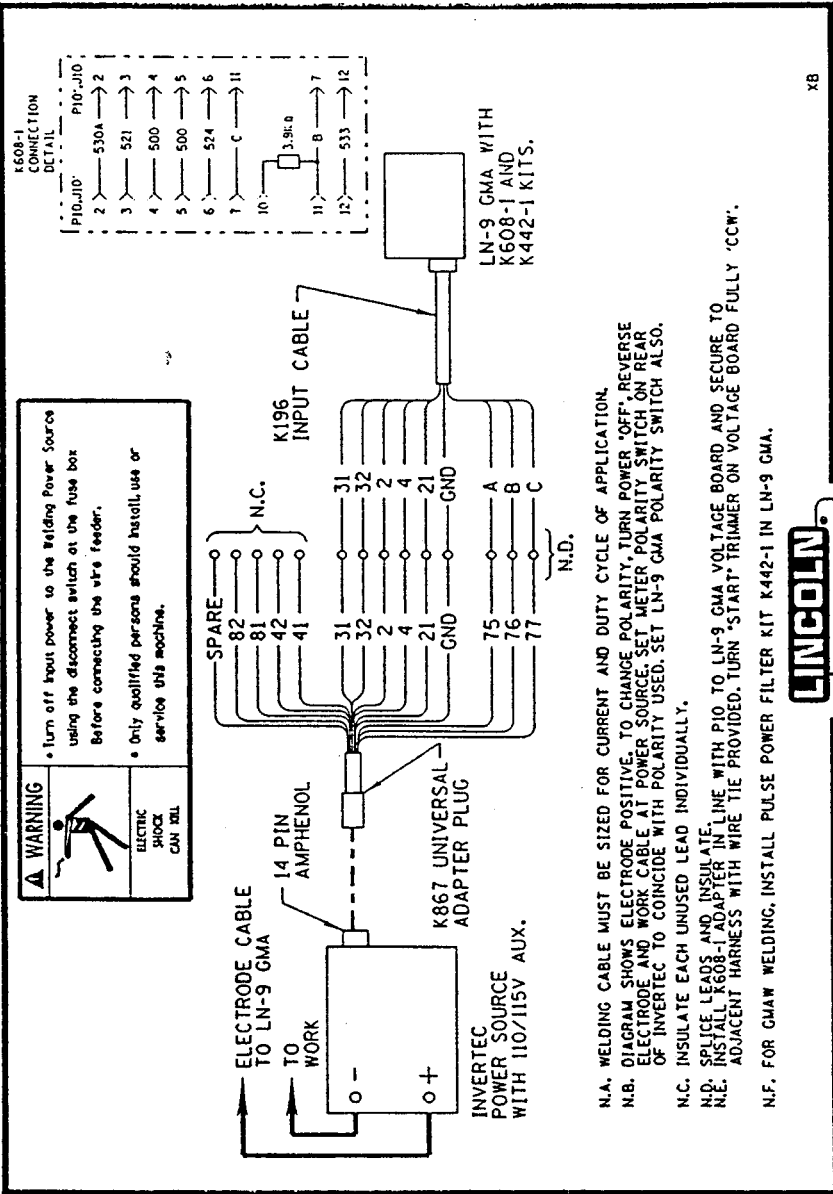 WARNING
ELECTRIC
SHOCK
CAN KILL
• Turn off input power to the Welding Power Source
using the disconnect switch at the fuse box
Before connecting the wire feeder.
• Only qualified persons should install, use or
service this machine.
K608-1
CONNECTION
DETAIL
P10,J10' P10',J10
2 530A 2
3 521 3
4 500 4
5 500 5
6 524 6
7 C 11
10
3.9K Ω
11 B 7
12 533 12
ELECTRODE CABLE
TO LN-9 GMA
TO
WORK
14 PIN
AMPHENOL
- 
+
INVERTEC
POWER SOURCE
WITH 110/115V AUX.
K867 UNIVERSAL
ADAPTER PLUG
SPARE
82
81
42
41
N.C.
31 31
32 32
2 2
4 4
21 21
GND GND
75 A
76 B
77 C
N.D.
K196
INPUT CABLE
LN-9 GMA WITH
K608-1 AND
K442-1 KITS.
N.A. WELDING CABLE MUST BE SIZED FOR CURRENT AND DUTY CYCLE OF APPLICATION.
N.B. DIAGRAM SHOWS ELECTRODE POSITIVE. TO CHANGE POLARITY, TURN POWER "OFF", REVERSE
ELECTRODE AND WORK CABLE AT POWER SOURCE. SET METER POLARITY SWITCH ON REAR
OF INVERTEC TO COINCIDE WITH POLARITY USED. SET LN-9 GMA POLARITY SWITCH ALSO.
N.C. INSULATE EACH UNUSED LEAD INDIVIDUALLY.
N.D. SPLICE LEADS AND INSULATE.
N.E. INSTALL K608-1 ADAPTER IN LINE WITH P10 TO LN-9 GMA VOLTAGE BOARD AND SECURE TO
ADJACENT HARNESS WITH WIRE TIE PROVIDED. TURN "START" TRIMMER ON VOLTAGE BOARD FULLY 'CCW'.
N.F. FOR GMAW WELDING, INSTALL PULSE POWER FILTER KIT K442-1 IN LN-9 GMA.
LINCOLN
XB